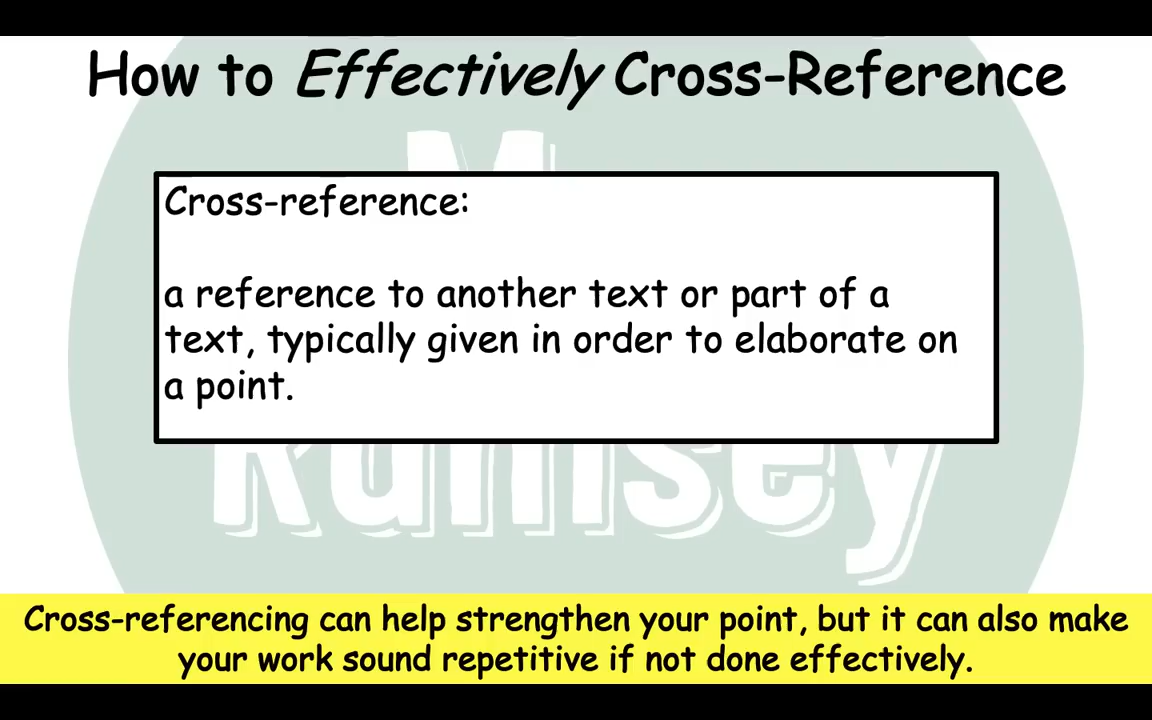 How to Effectively Cross-Reference
Cross-reference:
a reference to another text or part of a
text, typically given in order to elaborate on
a point.
Rumsey
Cross-referencing can help strengthen your point, but it can also make
your work sound repetitive if not done effectively.